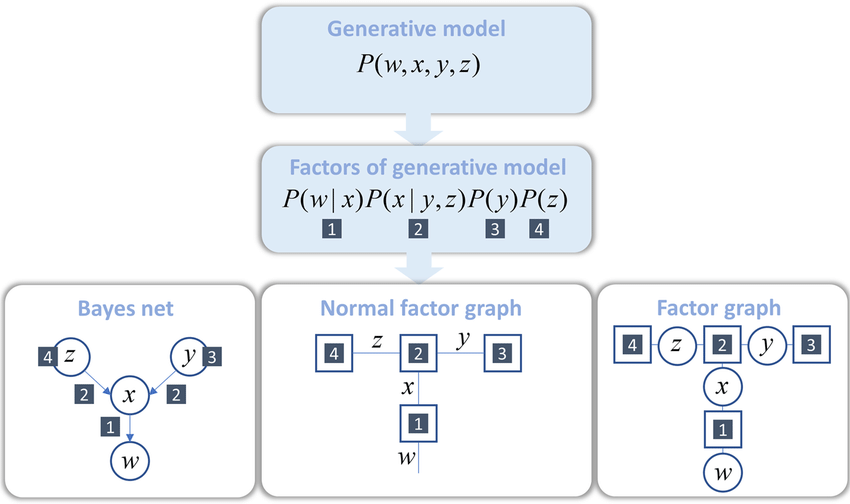 Generative model
P(w, x, y, z)
Factors of generative model
P(w | x)P(x | y, z)P(y)P(z)
1 2 3 4
Bayes net
4 z y 3
2 x 2
1
w
Normal factor graph
4 z 2 y 3
x
1
w
Factor graph
4 z 2 y 3
x
1
w